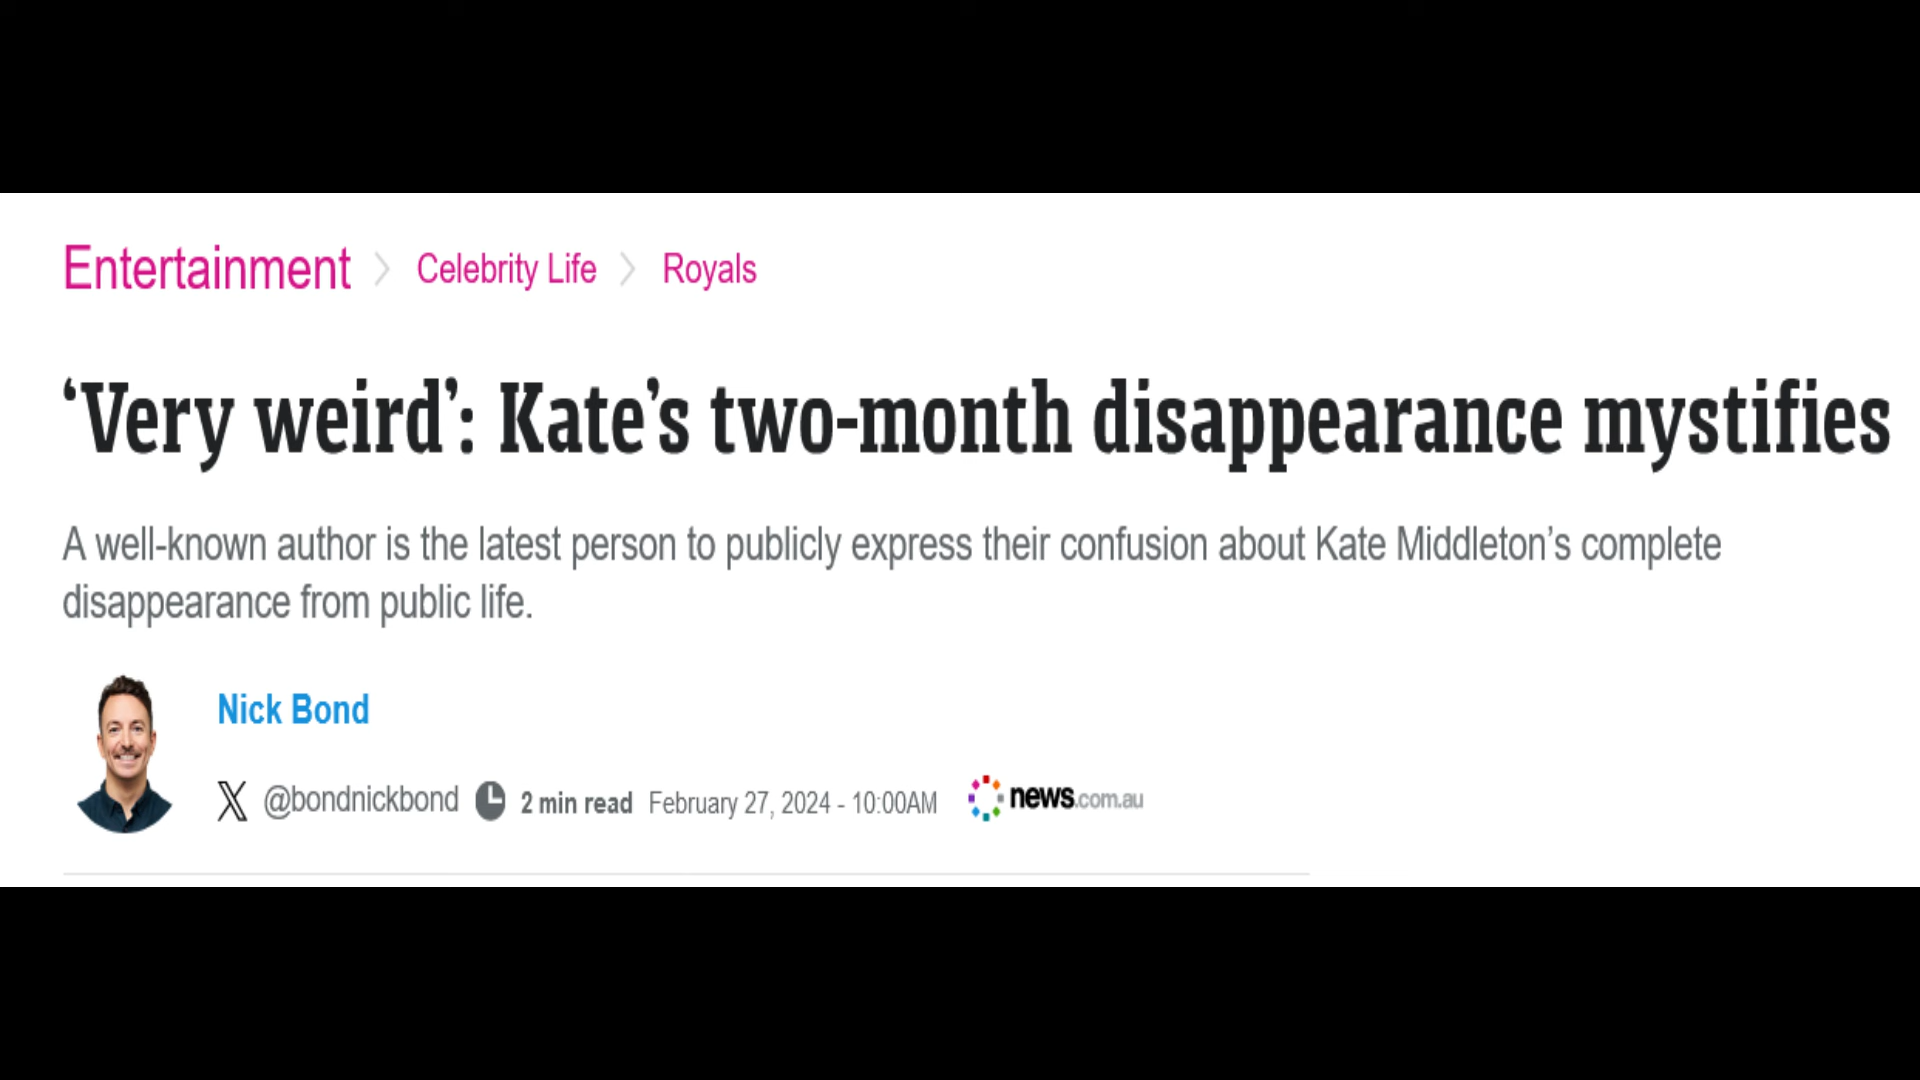 Entertainment > Celebrity Life > Royals
‘Very weird’: Kate’s two-month disappearance mystifies
A well-known author is the latest person to publicly express their confusion about Kate Middleton’s complete
disappearance from public life.
Nick Bond
X @bondnickbond 2 min read February 27, 2024 - 10:00AM news.com.au